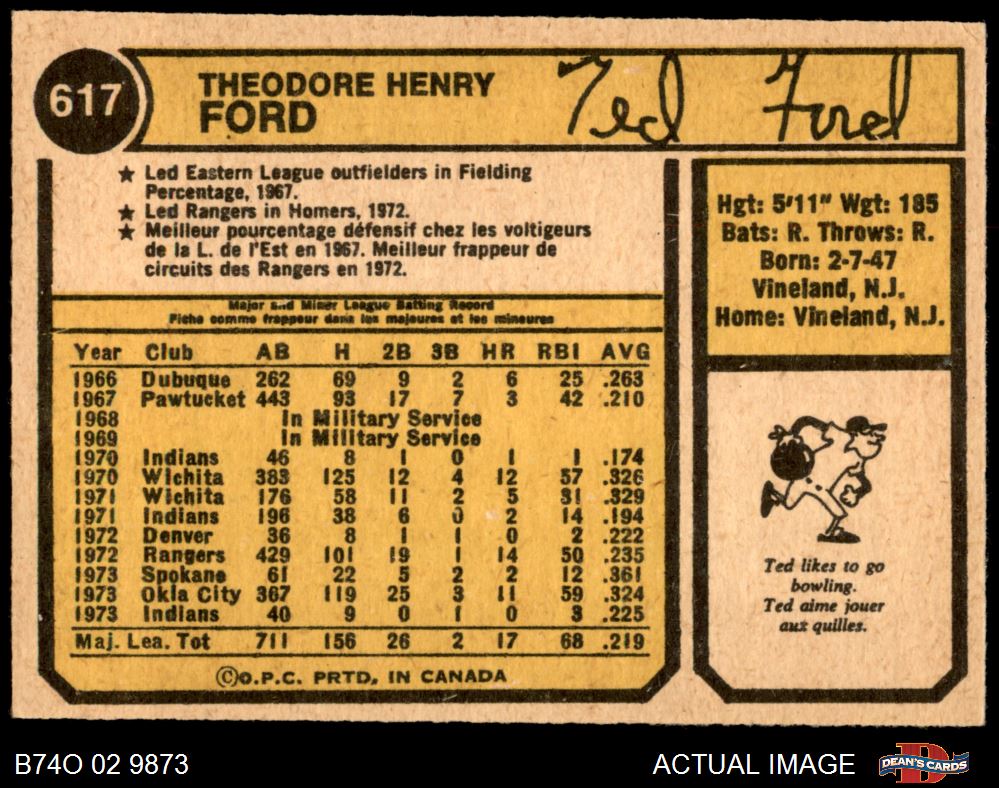 617
THEODORE HENRY
FORD
Ted Ford
★ Led Eastern League outfielders in Fielding
Percentage, 1967.
★ Led Rangers in Homers, 1972.
★ Meilleur pourcentage défensif chez les voltigeurs
de la L. de l'Est en 1967. Meilleur frappeur de
circuits des Rangers en 1972.
Major and Minor League Batting Record
Fiche comme frappeur dans les majeures et les mineures
Year Club AB H 2B 3B HR RBI AVG
1966 Dubuque 262 69 9 2 6 25 .263
1967 Pawtucket 443 93 17 7 3 42 .210
1968 In Military Service
1969 In Military Service
1970 Indians 46 8 1 0 1 1 .174
1970 Wichita 383 125 12 4 12 57 .326
1971 Wichita 176 58 11 2 5 31 .329
1971 Indians 196 38 6 0 2 14 .194
1972 Denver 36 8 1 1 0 2 .222
1972 Rangers 429 101 19 1 14 50 .235
1973 Spokane 61 22 5 2 2 12 .361
1973 Okla City 367 119 25 3 11 59 .324
1973 Indians 40 9 0 1 0 3 .225
Maj. Lea. Tot 711 156 26 2 17 68 .219
©O.P.C. PRTD. IN CANADA
Hgt: 5'11" Wgt: 185
Bats: R. Throws: R.
Born: 2-7-47
Vineland, N.J.
Home: Vineland, N.J.
Ted likes to go
bowling.
Ted aime jouer
aux quilles.
B74O 02 9873
ACTUAL IMAGE
DEAN'S CARDS